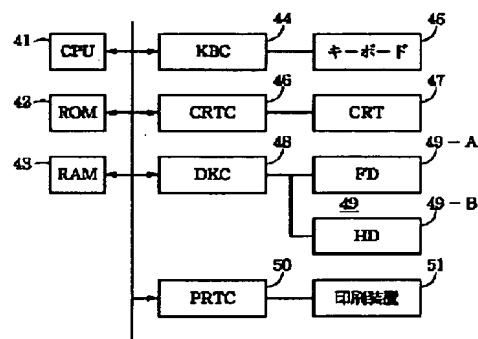 41 CPU
44 KBC
45 キーボード
42 ROM
46 CRTC
47 CRT
43 RAM
48 DKC
49-A FD
49
49-B HD
50 PRTC
51 印刷装置